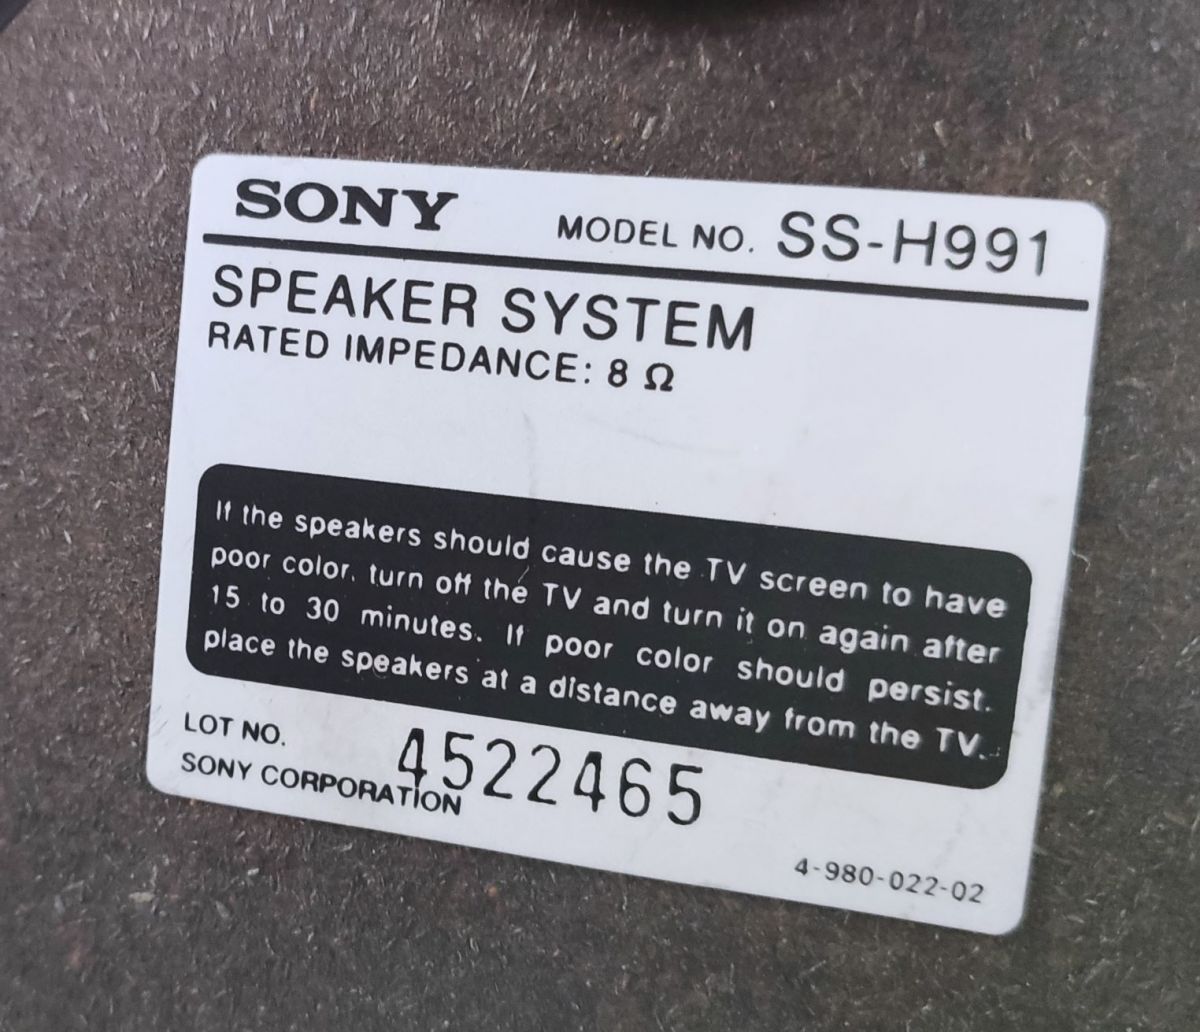 SONY MODEL NO. SS-H991
SPEAKER SYSTEM
RATED IMPEDANCE: 8 Ω
If the speakers should cause the TV screen to have
poor color, turn off the TV and turn it on again after
15 to 30 minutes. If poor color should persist.
place the speakers at a distance away from the TV.
LOT NO. 4522465
SONY CORPORATION
4-980-022-02